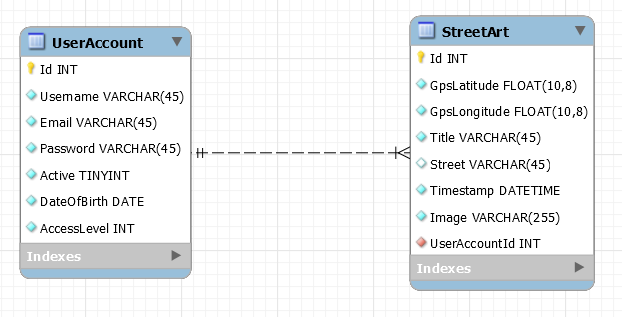 UserAccount
Id INT
Username VARCHAR(45)
Email VARCHAR(45)
Password VARCHAR(45)
Active TINYINT
DateOfBirth DATE
AccessLevel INT
Indexes
StreetArt
Id INT
GpsLatitude FLOAT(10,8)
GpsLongitude FLOAT(10,8)
Title VARCHAR(45)
Street VARCHAR(45)
Timestamp DATETIME
Image VARCHAR(255)
UserAccountId INT
Indexes